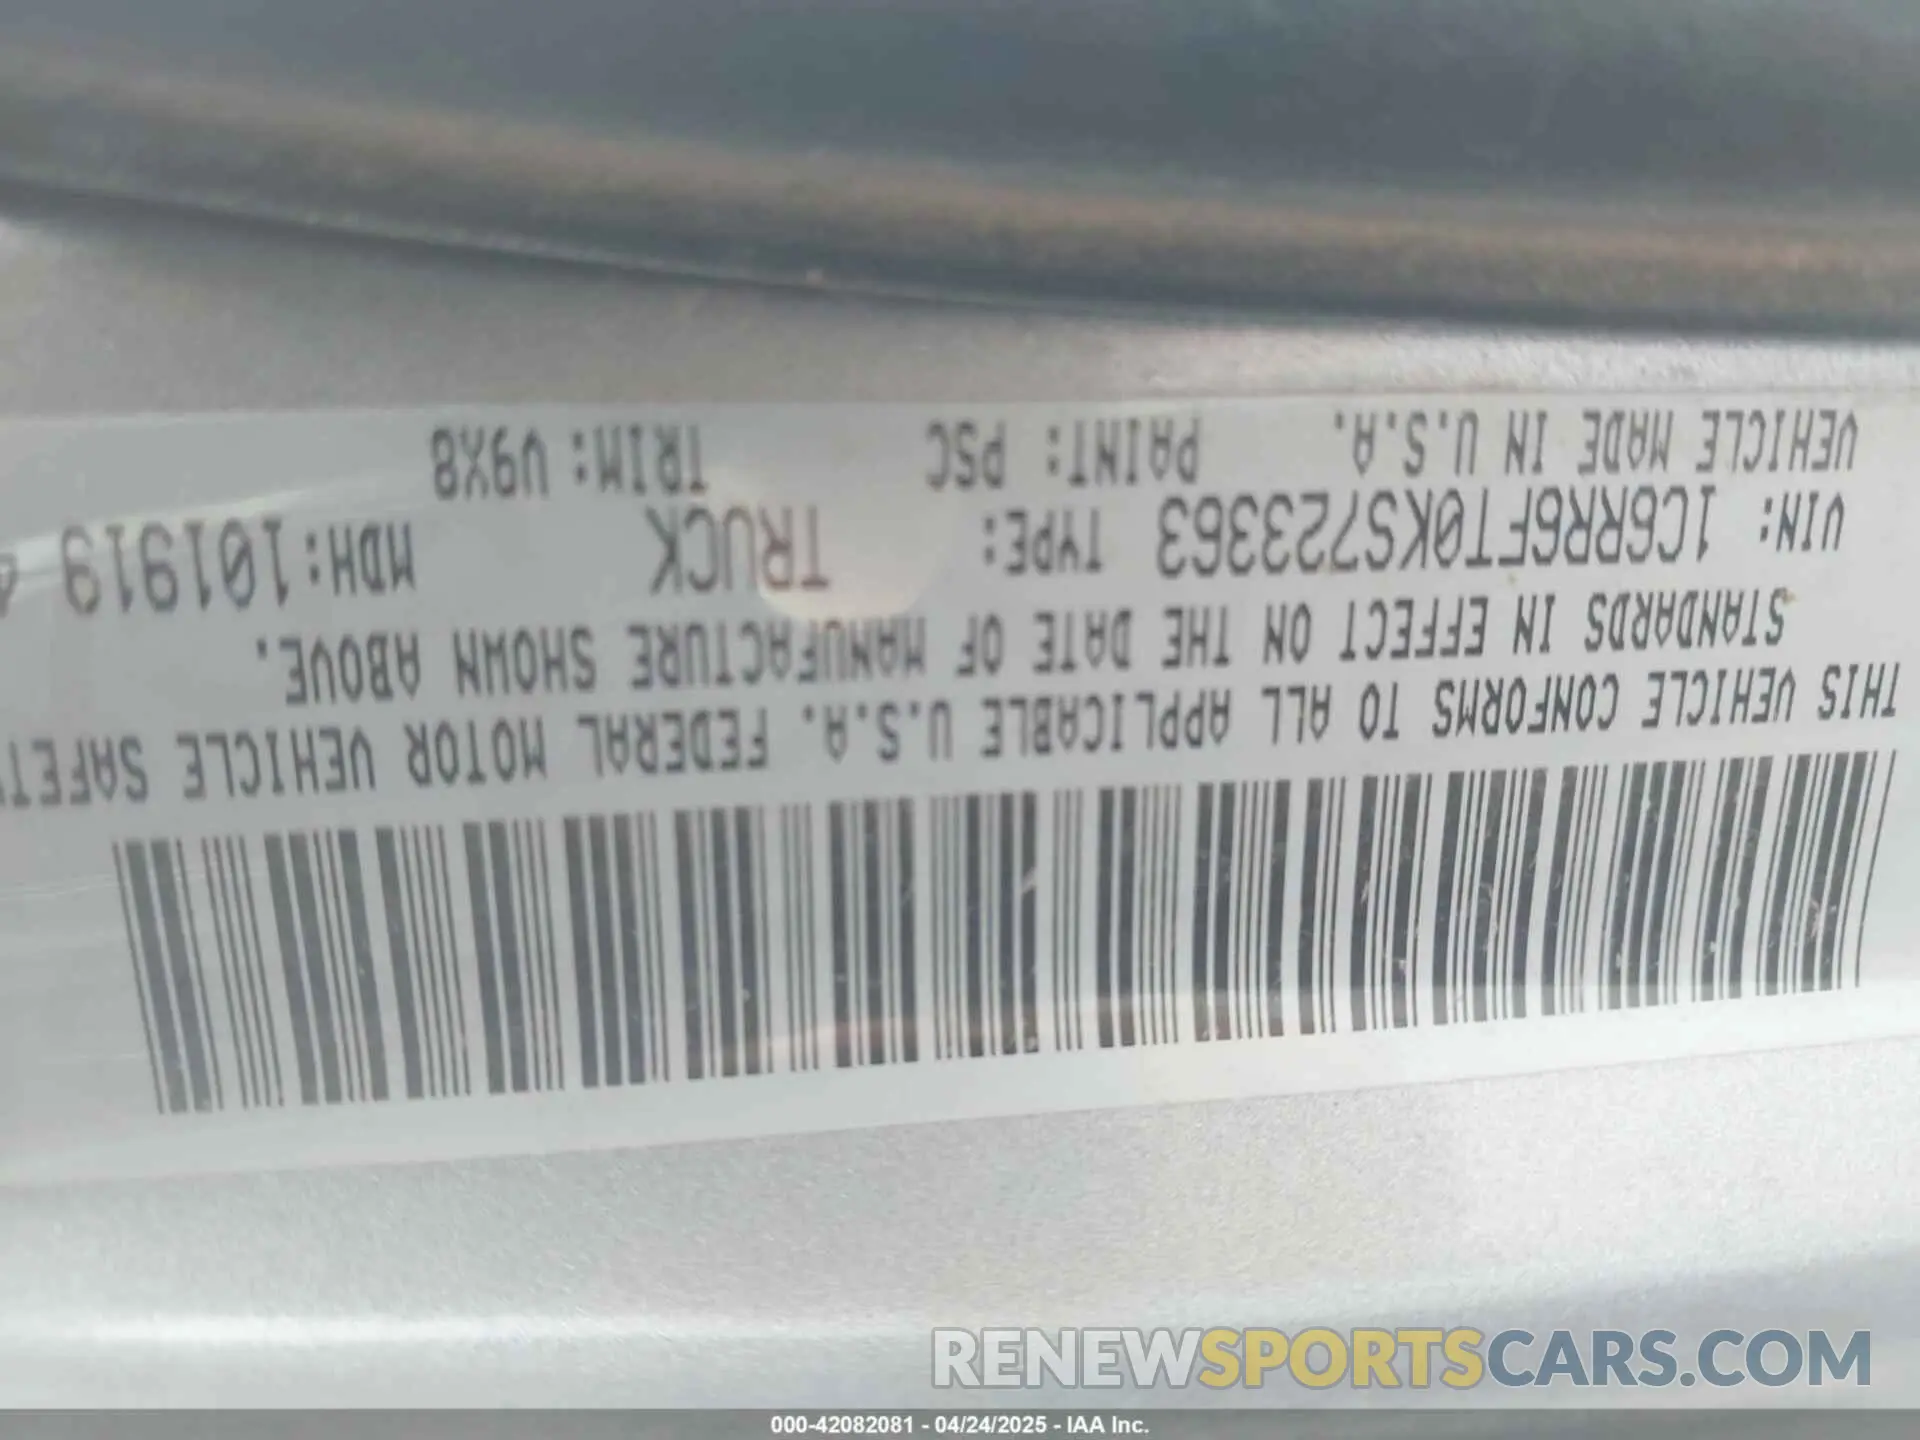 THIS VEHICLE CONFORMS TO ALL APPLICABLE U.S.A. FEDERAL MOTOR VEHICLE SAFETY
STANDARDS IN EFFECT ON THE DATE OF MANUFACTURE SHOWN ABOVE.
VIN: 1C6RR6FT0KS723363 TYPE: TRUCK MDH:101919
VEHICLE MADE IN U.S.A. PAINT: PSC TRIM: V9X8
RENEWSPORTSCARS.COM
000-42082081 - 04/24/2025 - IAA Inc.